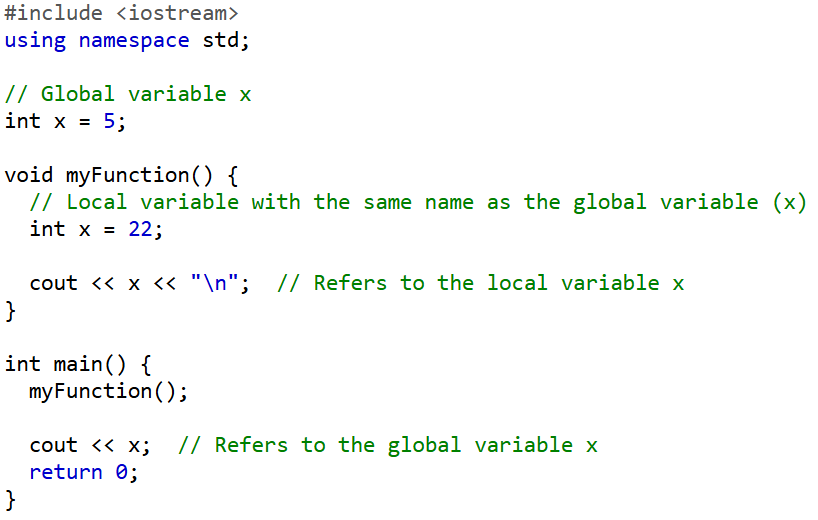 #include <iostream>
using namespace std;
// Global variable x
int x = 5;
void myFunction() {
  // Local variable with the same name as the global variable (x)
  int x = 22;
  cout << x << "\n";  // Refers to the local variable x
}
int main() {
  myFunction();
  cout << x;  // Refers to the global variable x
  return 0;
}